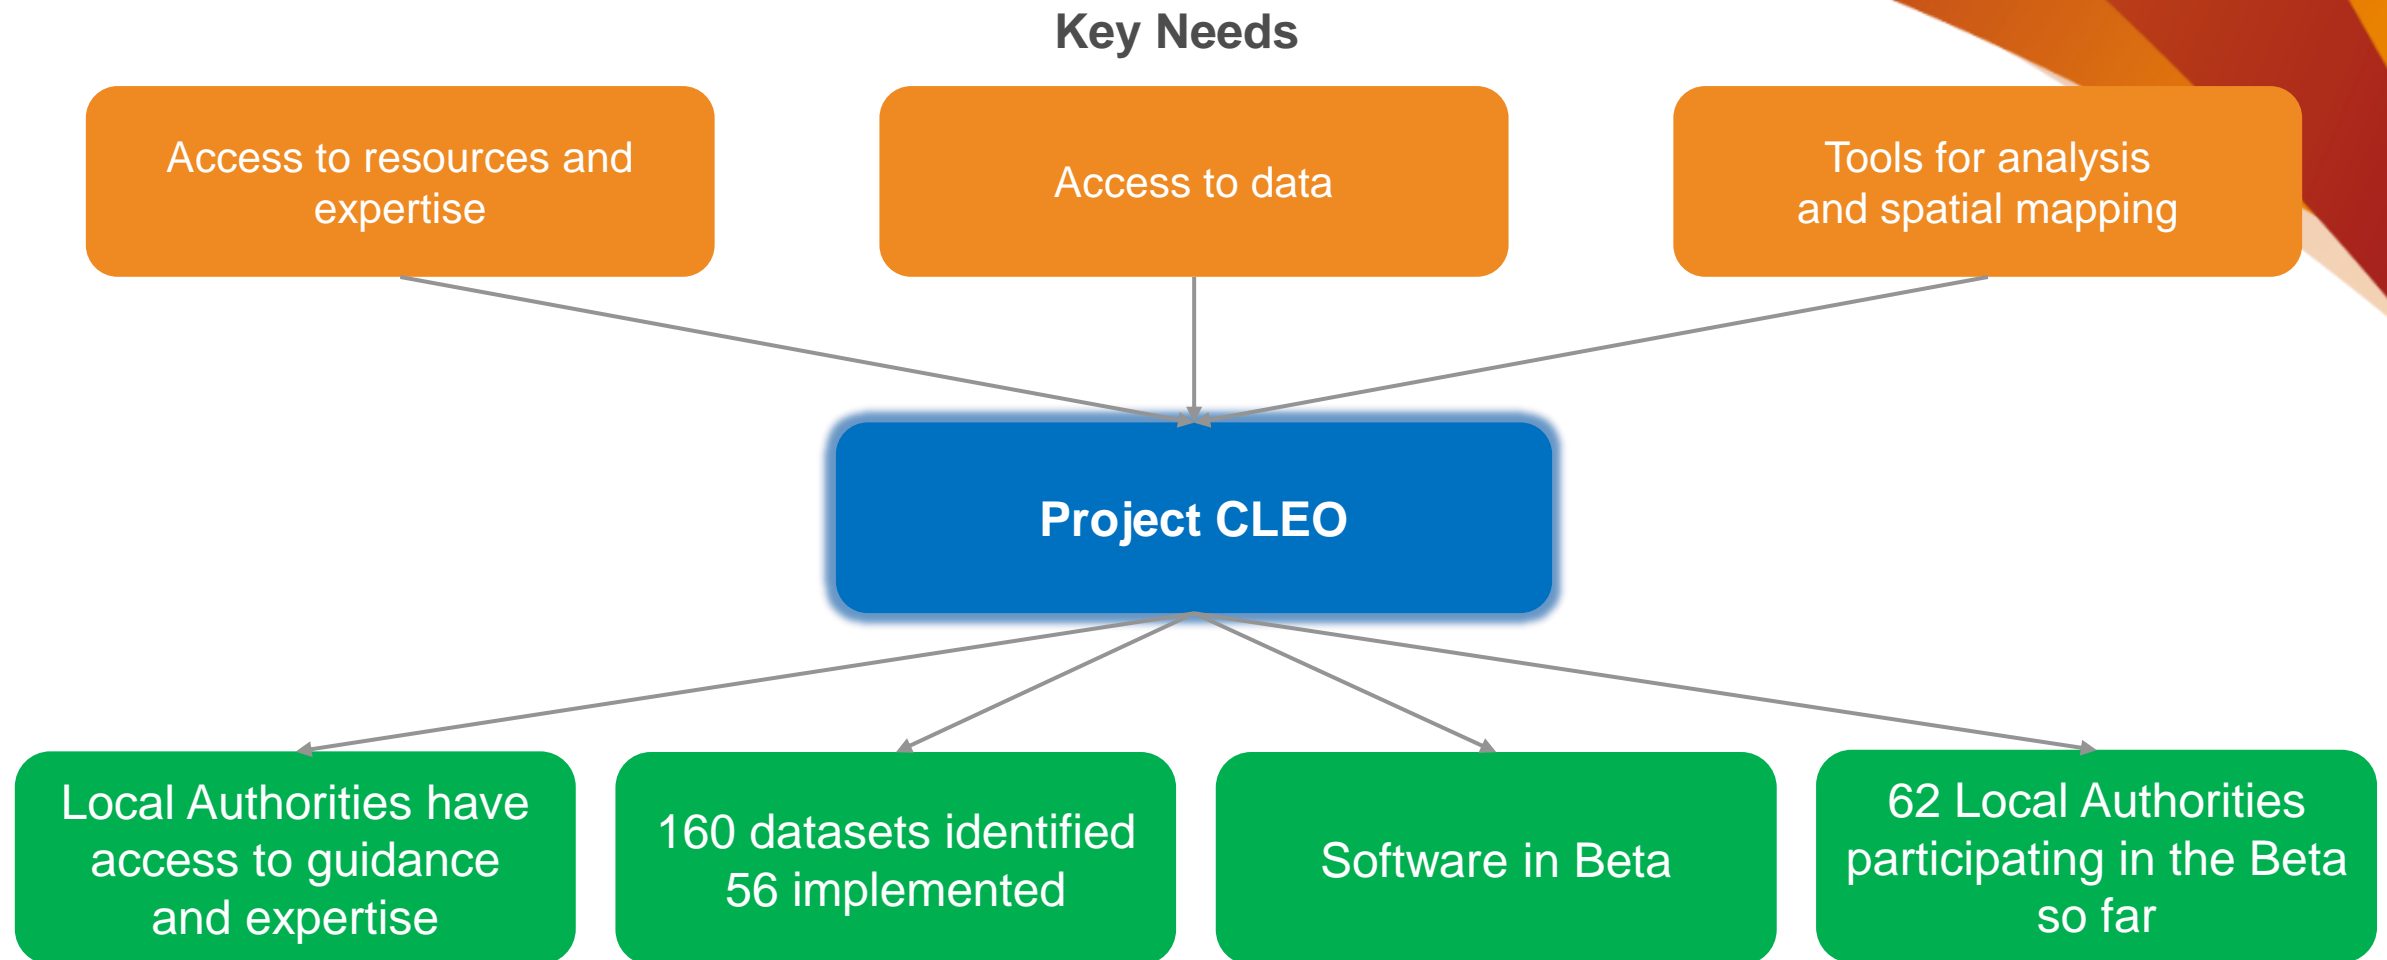 Key Needs
Access to resources and
expertise
Access to data
Tools for analysis
and spatial mapping
Project CLEO
Local Authorities have
access to guidance
and expertise
160 datasets identified
56 implemented
Software in Beta
62 Local Authorities
participating in the Beta
so far